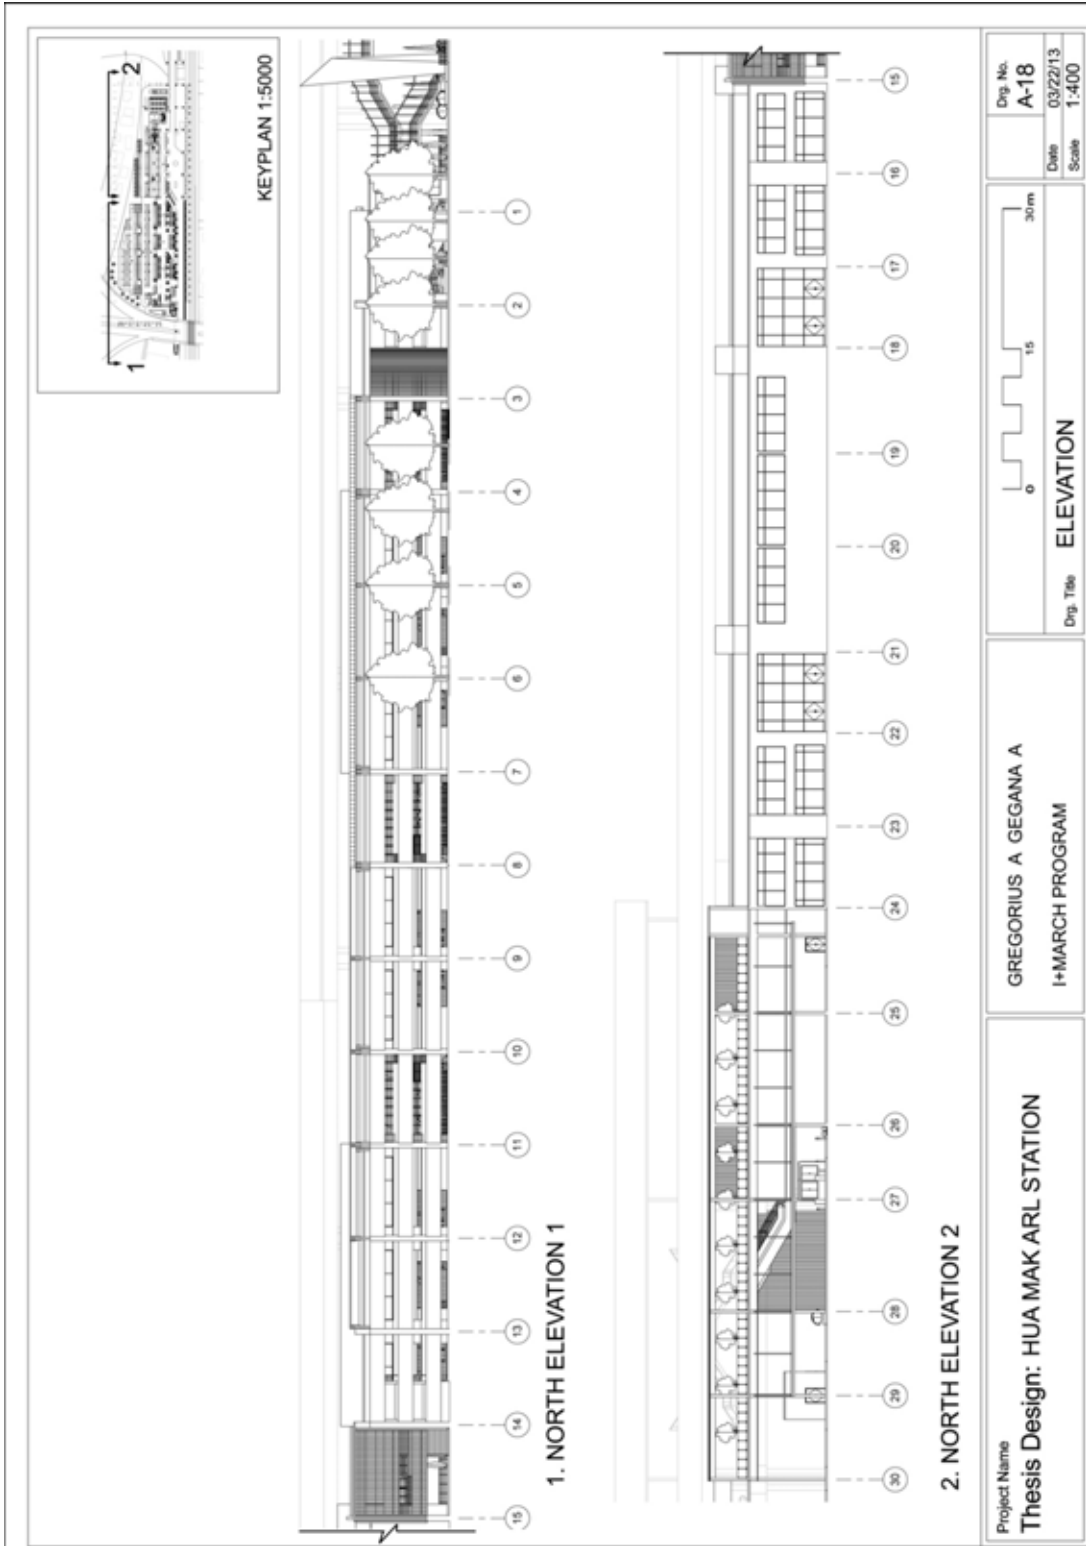 1
2
KEYPLAN 1:5000
15
14
13
12
11
10
9
8
7
6
5
4
3
2
1
1. NORTH ELEVATION 1
30
29
28
27
26
25
24
23
22
21
20
19
18
17
16
15
2. NORTH ELEVATION 2
Project Name
Thesis Design: HUA MAK ARL STATION
GREGORIUS A GEGANA A
I+MARCH PROGRAM
0
15
30m
Drg. Title
ELEVATION
Drg. No.
A-18
Date
03/22/13
Scale
1:400